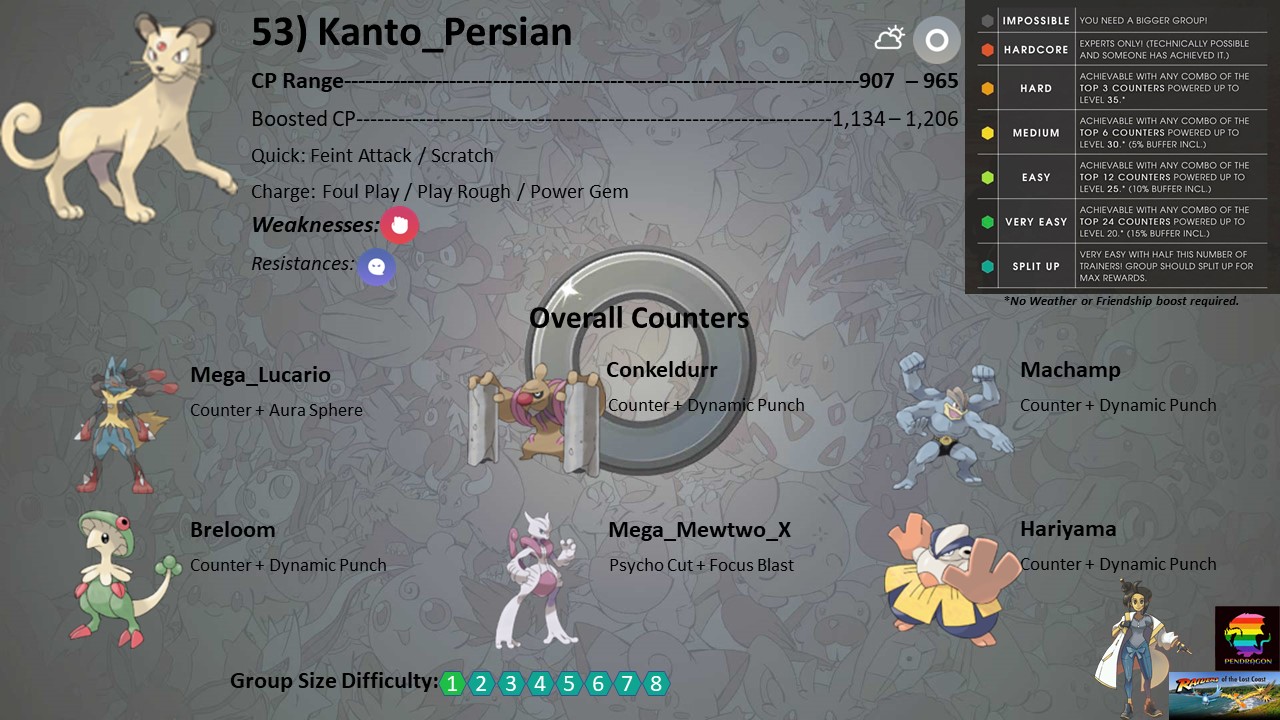 53) Kanto_Persian
CP Range----------------------------------------------------------------------------907 – 965
Boosted CP----------------------------------------------------------------------1,134 – 1,206
Quick: Feint Attack / Scratch
Charge: Foul Play / Play Rough / Power Gem
Weaknesses:
Resistances:
IMPOSSIBLE YOU NEED A BIGGER GROUP!
HARDCORE EXPERTS ONLY! (TECHNICALLY POSSIBLE
AND SOMEONE HAS ACHIEVED IT.)
HARD ACHIEVABLE WITH ANY COMBO OF THE
TOP 3 COUNTERS POWERED UP TO
LEVEL 35.*
MEDIUM ACHIEVABLE WITH ANY COMBO OF THE
TOP 6 COUNTERS POWERED UP TO
LEVEL 30.* (5% BUFFER INCL.)
EASY ACHIEVABLE WITH ANY COMBO OF THE
TOP 12 COUNTERS POWERED UP TO
LEVEL 25.* (10% BUFFER INCL.)
VERY EASY ACHIEVABLE WITH ANY COMBO OF THE
TOP 24 COUNTERS POWERED UP TO
LEVEL 20.* (15% BUFFER INCL.)
SPLIT UP VERY EASY WITH HALF THIS NUMBER OF
TRAINERS! GROUP SHOULD SPLIT UP FOR
MAX REWARDS.
*No Weather or Friendship boost required.
Overall Counters
Mega_Lucario
Counter + Aura Sphere
Conkeldurr
Counter + Dynamic Punch
Machamp
Counter + Dynamic Punch
Breloom
Counter + Dynamic Punch
Mega_Mewtwo_X
Psycho Cut + Focus Blast
Hariyama
Counter + Dynamic Punch
Group Size Difficulty: 1 2 3 4 5 6 7 8
PENDROGON
RAIDERS of the Lost Coast